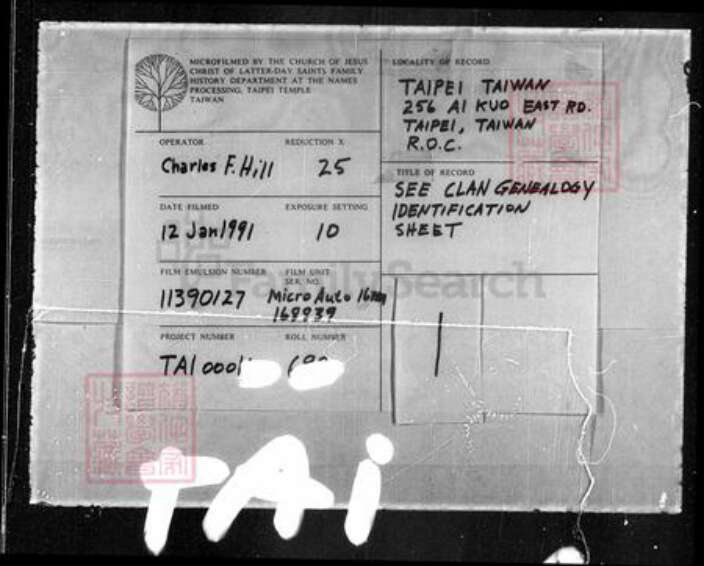 MICROFILMED BY THE CHURCH OF JESUS
CHRIST OF LATTER-DAY SAINTS FAMILY
HISTORY DEPARTMENT AT THE NAMES
PROCESSING, TAIPEI TEMPLE
TAIWAN
LOCALITY OF RECORD
TAIPEI TAIWAN
256 AI KUO EAST RD.
TAIPEI, TAIWAN
R.O.C.
OPERATOR
REDUCTION X
Charles F. Hill
25
TITLE OF RECORD
SEE CLAN GENEALOGY
IDENTIFICATION
SHEET
DATE FILMED
EXPOSURE SETTING
12 Jan 1991
10
FILM EMULSION NUMBER
FILM UNIT
SER. NO.
11390127
Micro Auto 16mm
168939
FamilySearch
PROJECT NUMBER
ROLL NUMBER
TAI 0001
1
TAi